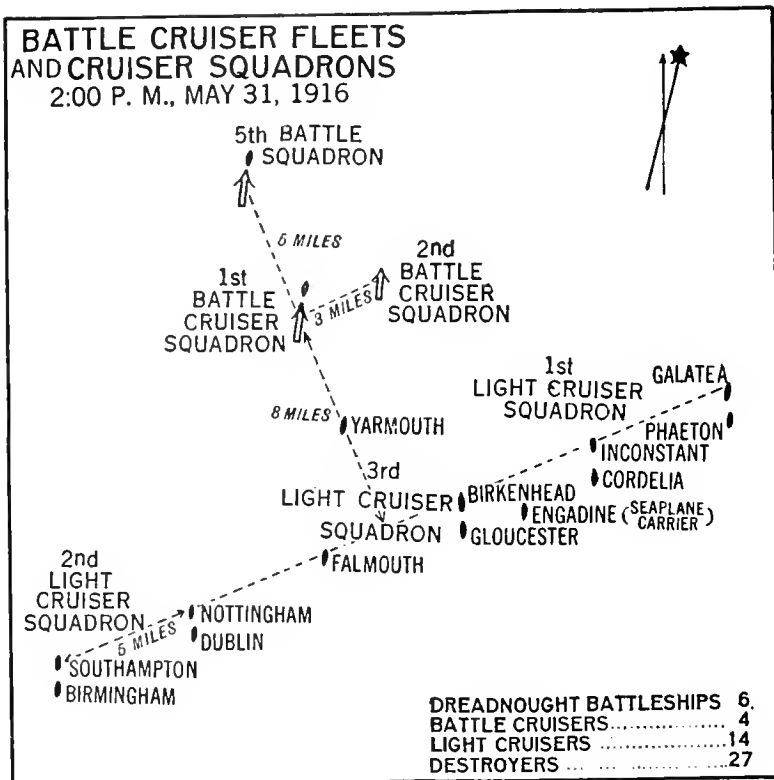 BATTLE CRUISER FLEETS
AND CRUISER SQUADRONS
2:00 P. M., MAY 31, 1916
5th BATTLE
SQUADRON
5 MILES
2nd
BATTLE
CRUISER
SQUADRON
1st
BATTLE
CRUISER
SQUADRON
3 MILES
1st
LIGHT CRUISER
SQUADRON
GALATEA
PHAETON
8 MILES
YARMOUTH
INCONSTANT
CORDELIA
3rd
LIGHT CRUISER
SQUADRON
BIRKENHEAD
ENGADINE (SEAPLANE
CARRIER)
GLOUCESTER
FALMOUTH
2nd
LIGHT
CRUISER
SQUADRON
NOTTINGHAM
5 MILES
DUBLIN
SOUTHAMPTON
BIRMINGHAM
DREADNOUGHT BATTLESHIPS 6.
BATTLE CRUISERS............ 4
LIGHT CRUISERS ............14
DESTROYERS ... ... ... ... ..27